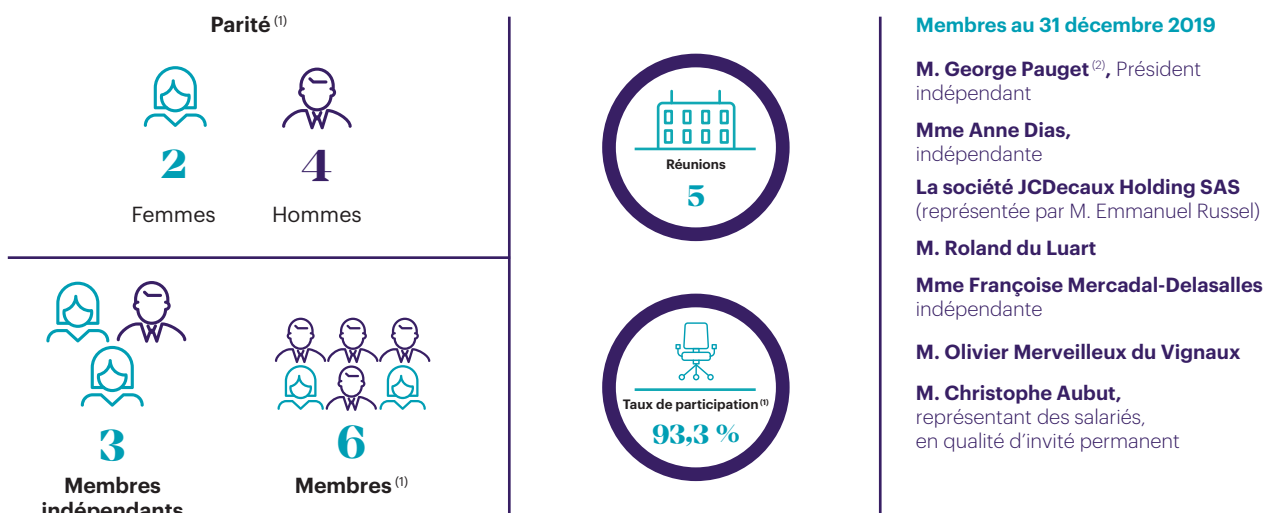 Parité (1)
2
Femmes
4
Hommes
3
Membres
indépendants
6
Membres (1)
Réunions
5
Taux de participation (1)
93,3 %
Membres au 31 décembre 2019
M. George Pauget (2), Président
indépendant
Mme Anne Dias,
indépendante
La société JCDecaux Holding SAS
(représentée par M. Emmanuel Russel)
M. Roland du Luart
Mme Françoise Mercadal-Delasalles
indépendante
M. Olivier Merveilleux du Vignaux
M. Christophe Aubut,
représentant des salariés,
en qualité d’invité permanent